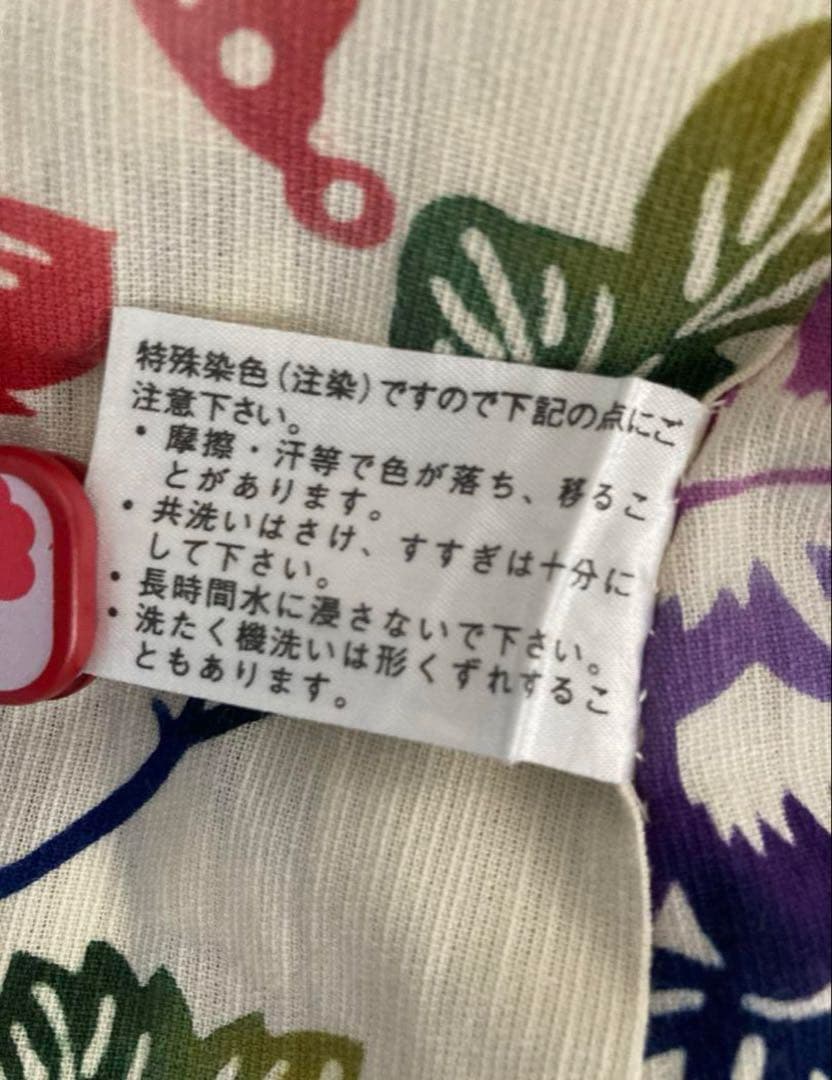 特殊染色(注染)ですので下記の点にご
注意下さい。
・摩擦・汗等で色が落ち、移るこ
とがあります。
・共洗いはさけ、すすぎは十分に
して下さい。
・長時間水に浸さないで下さい。
・洗たく機洗いは形くずれするこ
ともあります。